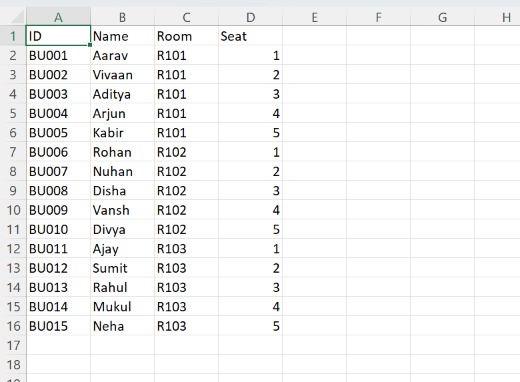 A B C D E F G H
1 ID Name Room Seat
2 BU001 Aarav R101 1
3 BU002 Vivaan R101 2
4 BU003 Aditya R101 3
5 BU004 Arjun R101 4
6 BU005 Kabir R101 5
7 BU006 Rohan R102 1
8 BU007 Nuhan R102 2
9 BU008 Disha R102 3
10 BU009 Vansh R102 4
11 BU010 Divya R102 5
12 BU011 Ajay R103 1
13 BU012 Sumit R103 2
14 BU013 Rahul R103 3
15 BU014 Mukul R103 4
16 BU015 Neha R103 5
17
18